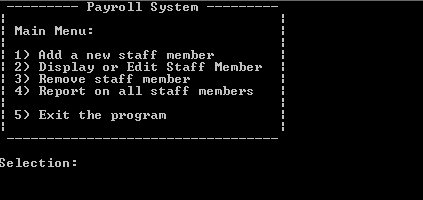 --------- Payroll System ---------
Main Menu:
1) Add a new staff member
2) Display or Edit Staff Member
3) Remove staff member
4) Report on all staff members
5) Exit the program
Selection: